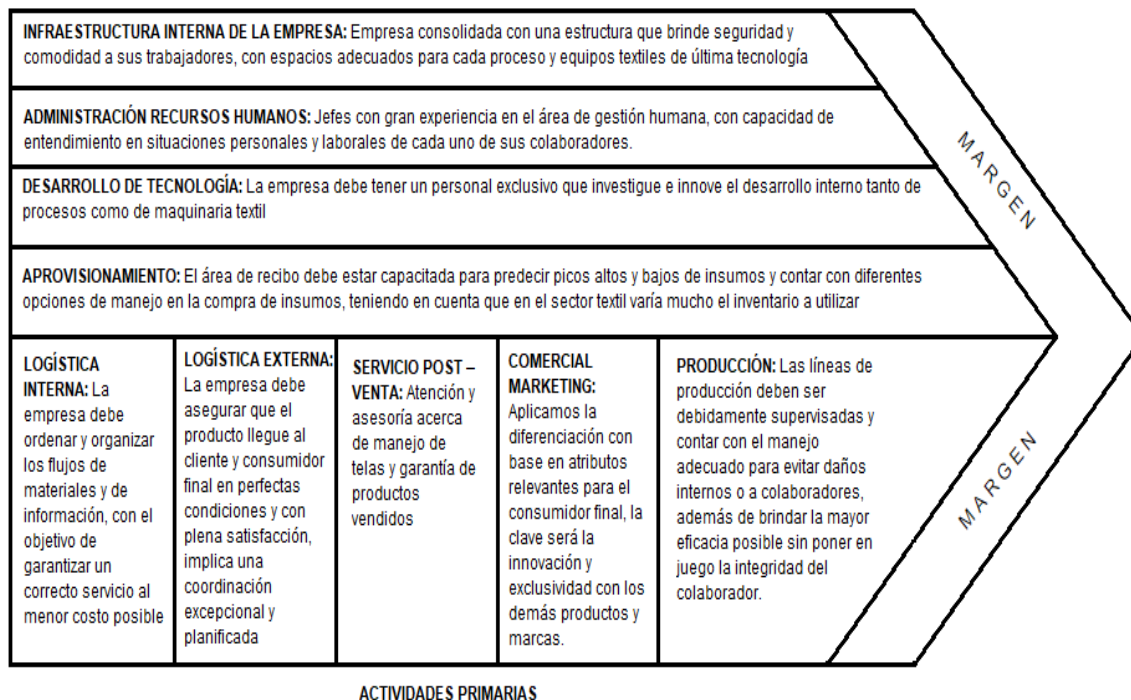 INFRAESTRUCTURA INTERNA DE LA EMPRESA: Empresa consolidada con una estructura que brinde seguridad y
comodidad a sus trabajadores, con espacios adecuados para cada proceso y equipos textiles de última tecnología
ADMINISTRACIÓN RECURSOS HUMANOS: Jefes con gran experiencia en el área de gestión humana, con capacidad de
entendimiento en situaciones personales y laborales de cada uno de sus colaboradores.
DESARROLLO DE TECNOLOGÍA: La empresa debe tener un personal exclusivo que investigue e innove el desarrollo interno tanto de
procesos como de maquinaria textil
APROVISIONAMIENTO: El área de recibo debe estar capacitada para predecir picos altos y bajos de insumos y contar con diferentes
opciones de manejo en la compra de insumos, teniendo en cuenta que en el sector textil varía mucho el inventario a utilizar
MARGEN
LOGÍSTICA
INTERNA: La
empresa debe
ordenar y organizar
los flujos de
materiales y de
información, con el
objetivo de
garantizar un
correcto servicio al
menor costo posible
LOGÍSTICA EXTERNA:
La empresa debe
asegurar que el
producto llegue al
cliente y consumidor
final en perfectas
condiciones y con
plena satisfacción,
implica una
coordinación
excepcional y
planificada
SERVICIO POST –
VENTA: Atención y
asesoría acerca
de manejo de
telas y garantía de
productos
vendidos
COMERCIAL
MARKETING:
Aplicamos la
diferenciación con
base en atributos
relevantes para el
consumidor final, la
clave será la
innovación y
exclusividad con los
demás productos y
marcas.
PRODUCCIÓN: Las líneas de
producción deben ser
debidamente supervisadas y
contar con el manejo
adecuado para evitar daños
internos o a colaboradores,
además de brindar la mayor
eficacia posible sin poner en
juego la integridad del
colaborador.
MARGEN
ACTIVIDADES PRIMARIAS